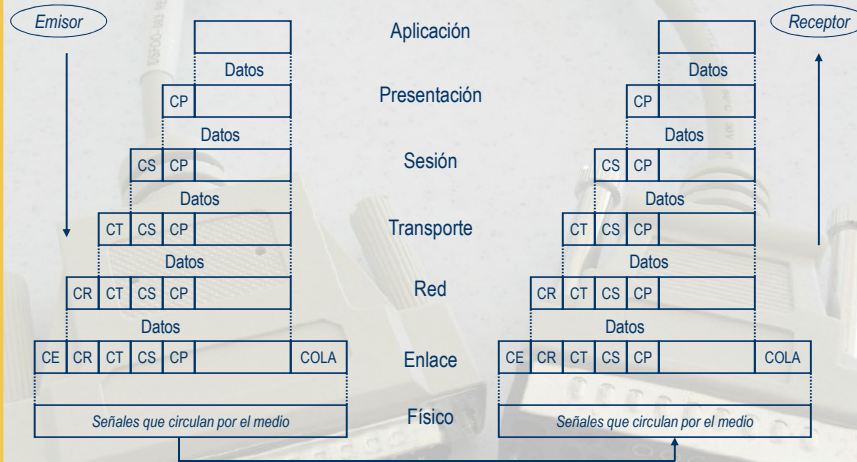 Emisor
Aplicación
Receptor
Datos
Datos
CP
Presentación
CP
Datos
Datos
CS CP
Sesión
CS CP
Datos
Datos
CT CS CP
Transporte
CT CS CP
Datos
Datos
CR CT CS CP
Red
CR CT CS CP
Datos
Datos
CE CR CT CS CP COLA
Enlace
CE CR CT CS CP COLA
Señales que circulan por el medio
Físico
Señales que circulan por el medio